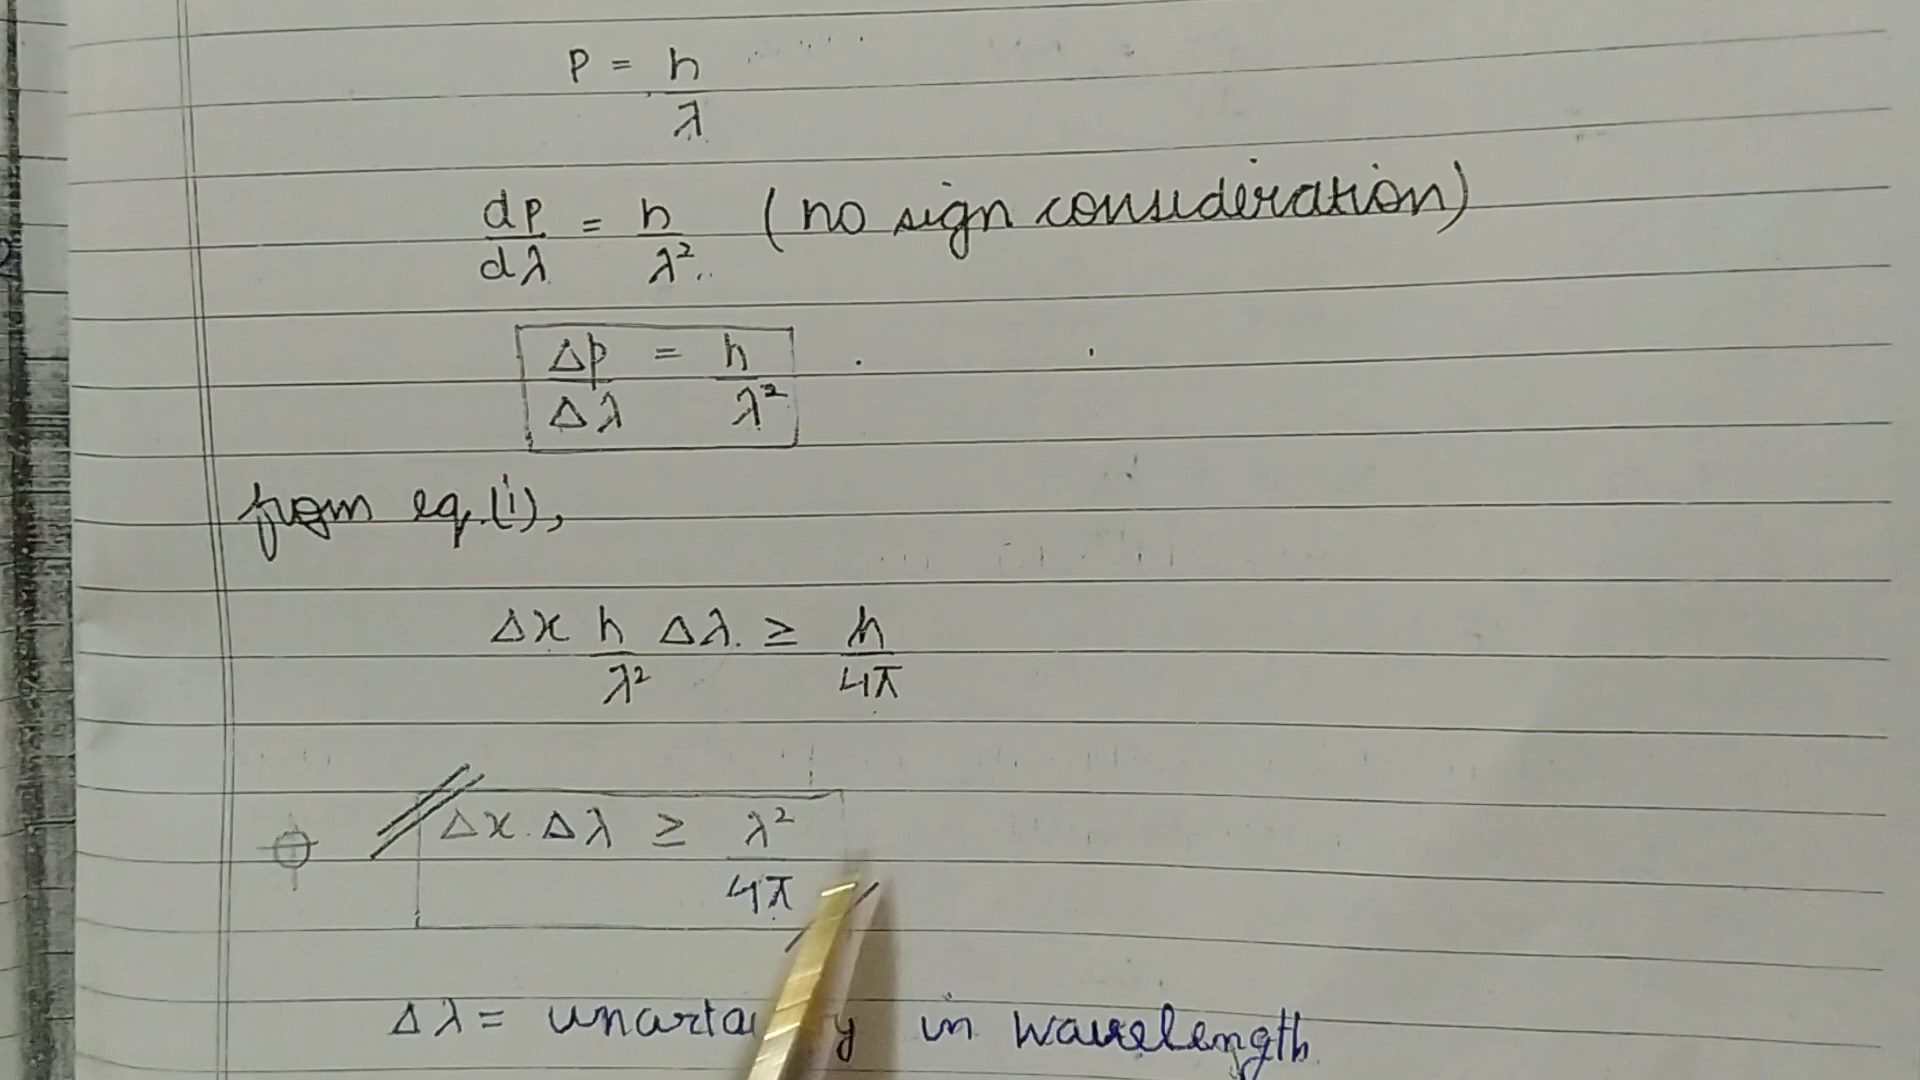 P = h
λ
dp = h (no sign consideration)
dλ λ²
Δp = h
Δλ λ²
from eq.(i),
Δx h Δλ. ≥ h
λ² 4π
Δx. Δλ ≥ λ²
4π
Δλ = in wavelength